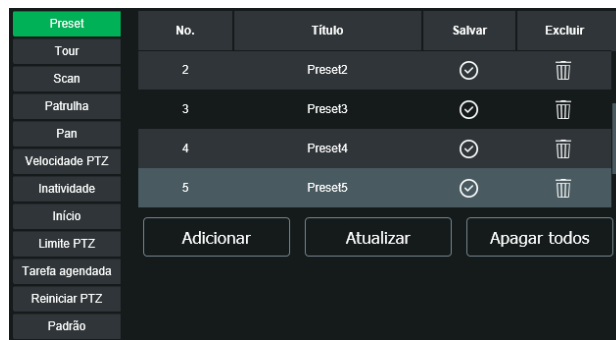 Preset
Tour
Scan
Patrulha
Pan
Velocidade PTZ
Inatividade
Início
Limite PTZ
Tarefa agendada
Reiniciar PTZ
Padrão
No. Título Salvar Excluir
2 Preset2
3 Preset3
4 Preset4
5 Preset5
Adicionar Atualizar Apagar todos